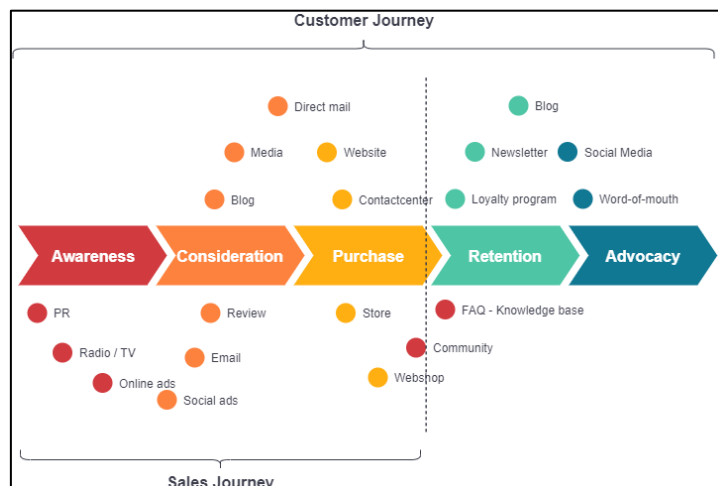 Customer Journey
Direct mail
Blog
Media
Website
Newsletter
Social Media
Blog
Contactcenter
Loyalty program
Word-of-mouth
Awareness
Consideration
Purchase
Retention
Advocacy
PR
Review
Store
FAQ - Knowledge base
Radio / TV
Email
Community
Online ads
Webshop
Social ads
Sales Journey